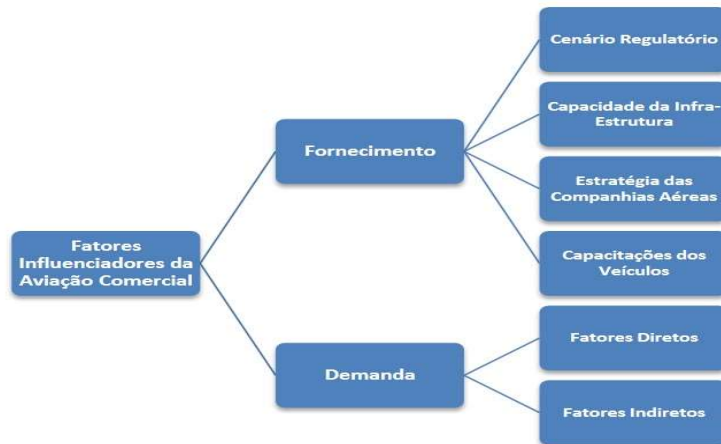 Fatores
Influenciadores da
Aviação Comercial
Fornecimento
Cenário Regulatório
Capacidade da Infra-
Estrutura
Estratégia das
Companhias Aéreas
Capacitações dos
Veículos
Demanda
Fatores Diretos
Fatores Indiretos